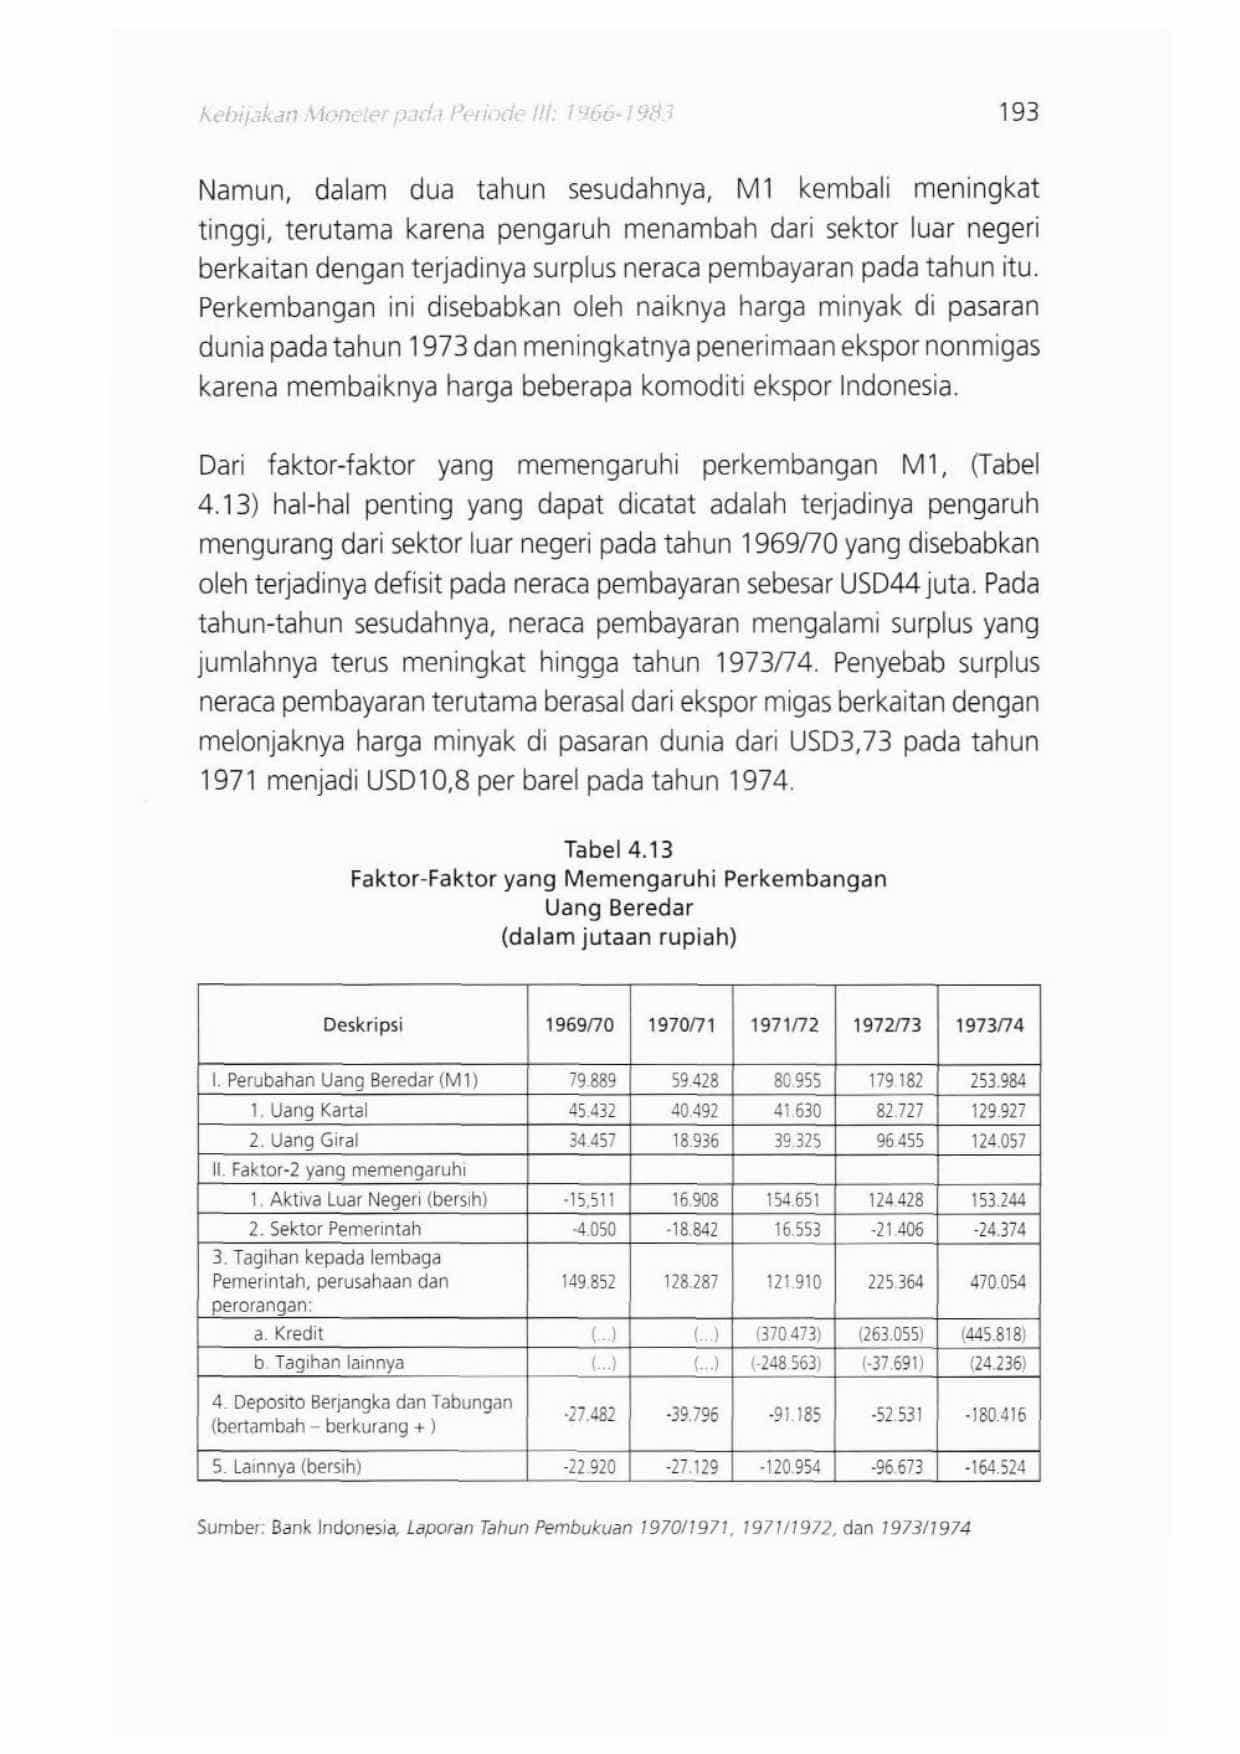 Kebijakan Moneter pada Periode III: 1966-1983 193
Namun, dalam dua tahun sesudahnya, M1 kembali meningkat
tinggi, terutama karena pengaruh menambah dari sektor luar negeri
berkaitan dengan terjadinya surplus neraca pembayaran pada tahun itu.
Perkembangan ini disebabkan oleh naiknya harga minyak di pasaran
dunia pada tahun 1973 dan meningkatnya penerimaan ekspor nonmigas
karena membaiknya harga beberapa komoditi ekspor Indonesia.
Dari faktor-faktor yang memengaruhi perkembangan M1, (Tabel
4.13) hal-hal penting yang dapat dicatat adalah terjadinya pengaruh
mengurang dari sektor luar negeri pada tahun 1969/70 yang disebabkan
oleh terjadinya defisit pada neraca pembayaran sebesar USD44 juta. Pada
tahun-tahun sesudahnya, neraca pembayaran mengalami surplus yang
jumlahnya terus meningkat hingga tahun 1973/74. Penyebab surplus
neraca pembayaran terutama berasal dari ekspor migas berkaitan dengan
melonjaknya harga minyak di pasaran dunia dari USD3,73 pada tahun
1971 menjadi USD10,8 per barel pada tahun 1974.
Tabel 4.13
Faktor-Faktor yang Memengaruhi Perkembangan
Uang Beredar
(dalam jutaan rupiah)
Deskripsi 1969/70 1970/71 1971/72 1972/73 1973/74
I. Perubahan Uang Beredar (M1) 79.889 59.428 80.955 179.182 253.984
1. Uang Kartal 45.432 40.492 41.630 82.727 129.927
2. Uang Giral 34.457 18.936 39.325 96.455 124.057
II. Faktor-2 yang memengaruhi
1. Aktiva Luar Negeri (bersih) -15,511 16.908 154.651 124.428 153.244
2. Sektor Pemerintah -4.050 -18.842 16.553 -21.406 -24.374
3. Tagihan kepada lembaga
Pemerintah, perusahaan dan 149.852 128.287 121.910 225.364 470.054
perorangan:
a. Kredit (...) (...) (370.473) (263.055) (445.818)
b. Tagihan lainnya (...) (...) (-248.563) (-37.691) (24.236)
4. Deposito Berjangka dan Tabungan
(bertambah – berkurang + ) -27.482 -39.796 -91.185 -52.531 -180.416
5. Lainnya (bersih) -22.920 -27.129 -120.954 -96.673 -164.524
Sumber: Bank Indonesia, Laporan Tahun Pembukuan 1970/1971, 1971/1972, dan 1973/1974